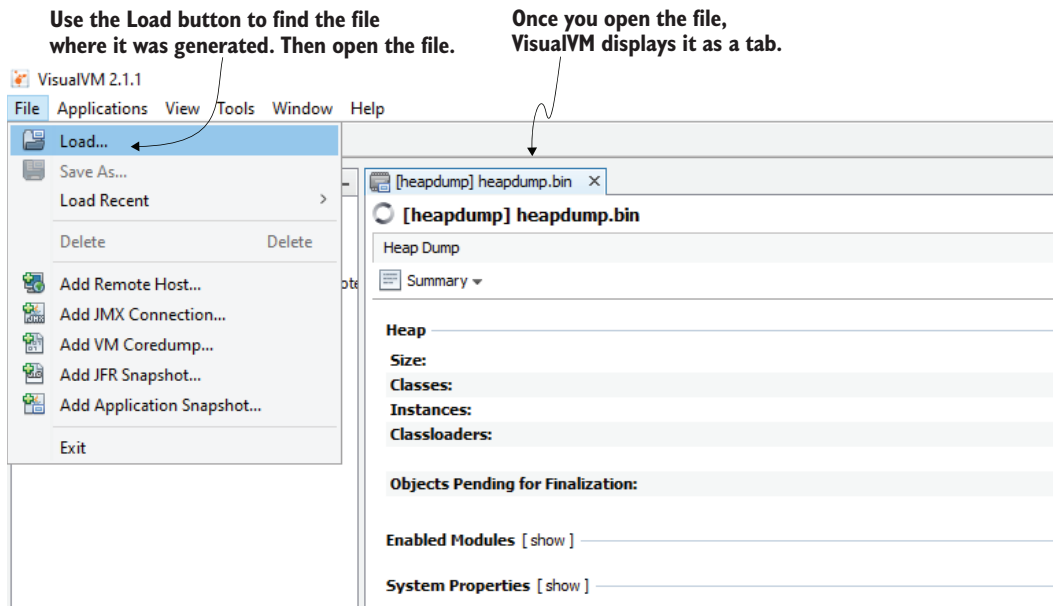 Use the Load button to find the file
where it was generated. Then open the file.
Once you open the file,
VisualVM displays it as a tab.
VisualVM 2.1.1
File Applications View Tools Window Help
Load...
Save As...
Load Recent >
Delete Delete
Add Remote Host...
Add JMX Connection...
Add VM Coredump...
Add JFR Snapshot...
Add Application Snapshot...
Exit
[heapdump] heapdump.bin X
[heapdump] heapdump.bin
Heap Dump
Summary
Heap
Size:
Classes:
Instances:
Classloaders:
Objects Pending for Finalization:
Enabled Modules [ show ]
System Properties [ show ]